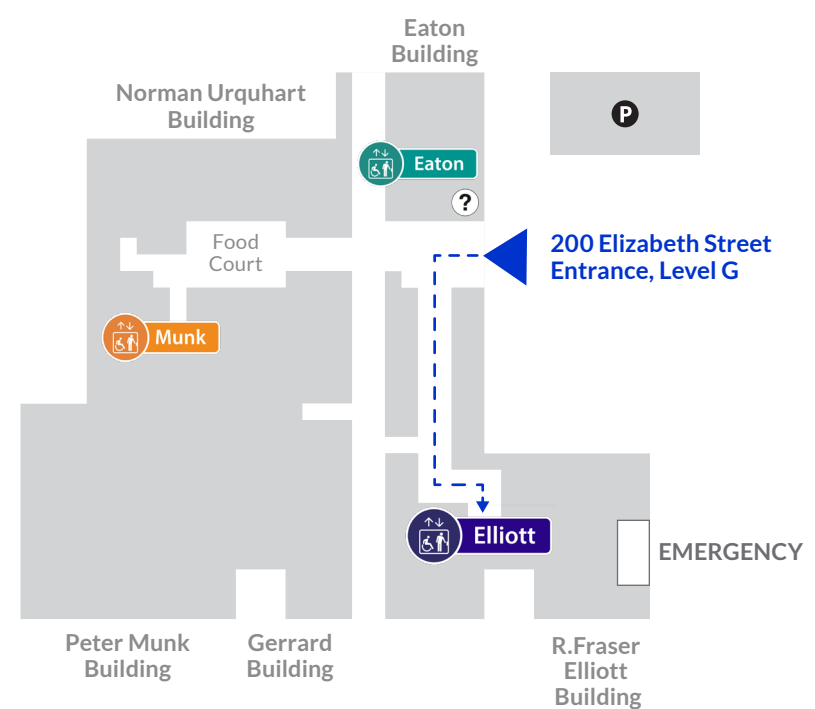 Eaton
Building
Norman Urquhart
Building
P
Eaton
?
Food
Court
200 Elizabeth Street
Entrance, Level G
Munk
Elliott
EMERGENCY
Peter Munk
Building
Gerrard
Building
R.Fraser
Elliott
Building